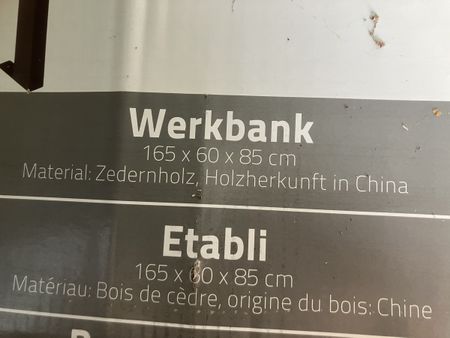 Werkbank
165 x 60 x 85 cm
Material: Zedernholz, Holzherkunft in China
Etabli
165 x 60 x 85 cm
Matériau: Bois de cèdre, origine du bois: Chine